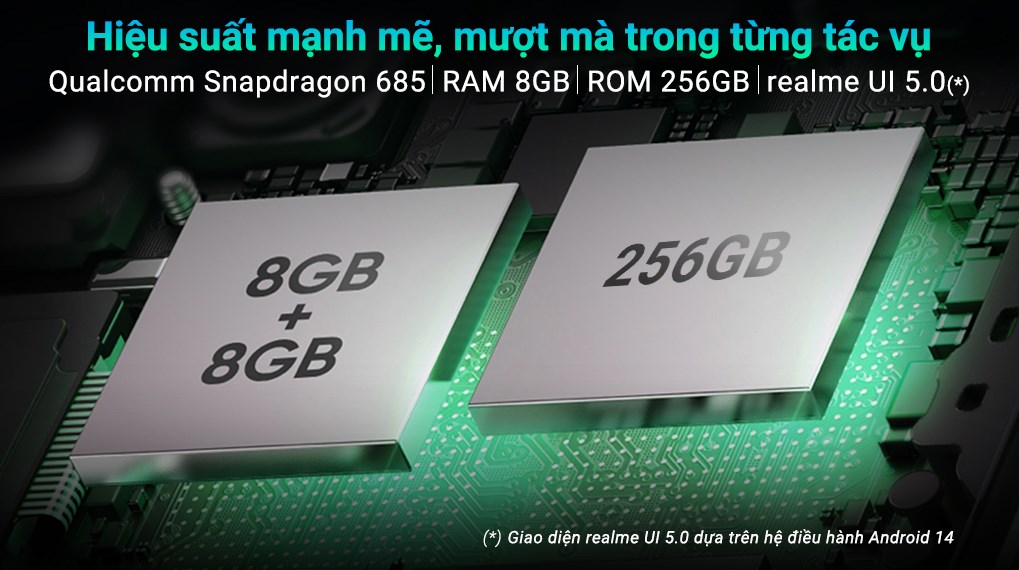 Hiệu suất mạnh mẽ, mượt mà trong từng tác vụ
Qualcomm Snapdragon 685 | RAM 8GB | ROM 256GB | realme UI 5.0(*)
8GB
+
8GB
256GB
(*) Giao diện realme UI 5.0 dựa trên hệ điều hành Android 14